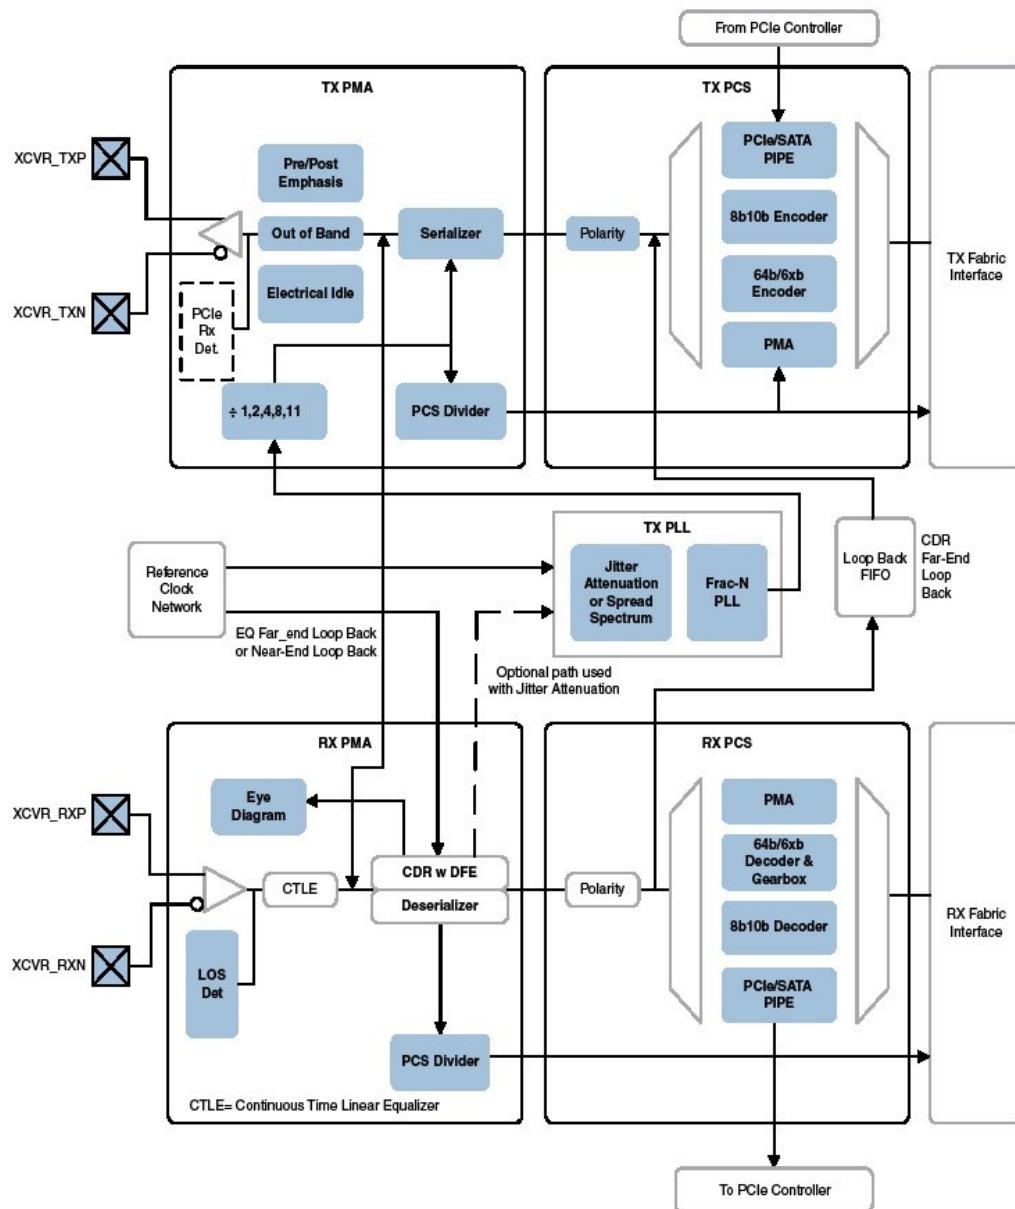 From PCIe Controller
TX PMA
TX PCS
XCVR_TXP
XCVR_TXN
Pre/Post
Emphasis
Out of Band
Electrical Idle
Serializer
PCIe
Rx
Det.
÷ 1,2,4,8,11
PCS Divider
Polarity
PCIe/SATA
PIPE
8b10b Encoder
64b/6xb
Encoder
PMA
TX Fabric
Interface
Reference
Clock
Network
TX PLL
Jitter
Attenuation
or Spread
Spectrum
Frac-N
PLL
Loop Back
FIFO
CDR
Far-End
Loop
Back
EQ Far_end Loop Back
or Near-End Loop Back
Optional path used
with Jitter Attenuation
RX PMA
RX PCS
XCVR_RXP
XCVR_RXN
Eye
Diagram
CTLE
CDR w DFE
Deserializer
LOS
Det
PCS Divider
CTLE= Continuous Time Linear Equalizer
Polarity
PMA
64b/6xb
Decoder &
Gearbox
8b10b Decoder
PCIe/SATA
PIPE
RX Fabric
Interface
To PCIe Controller